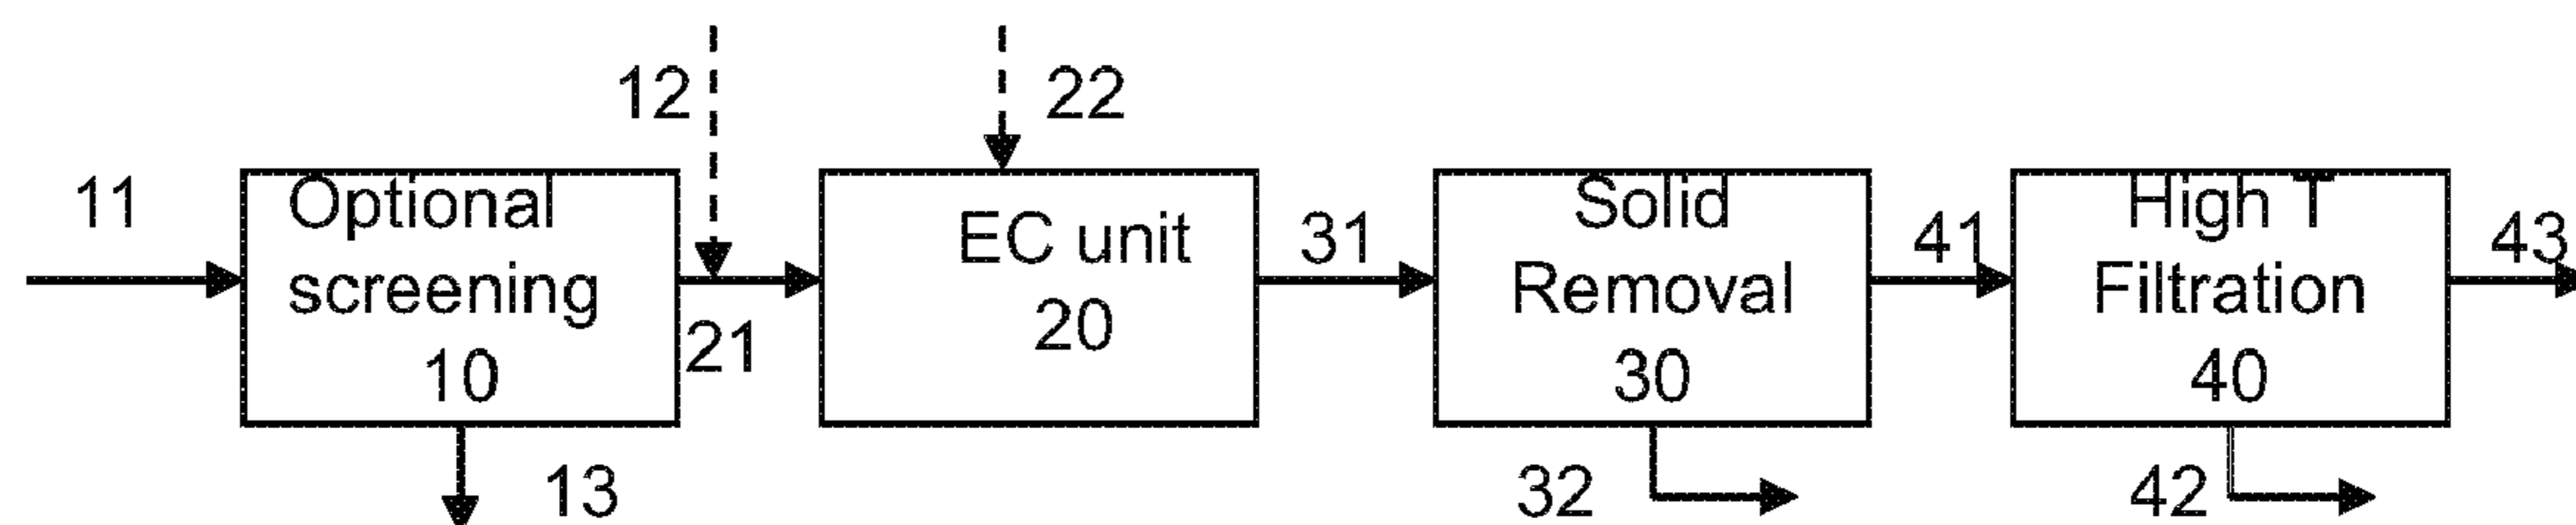 12
22
11
Optional
screening
10
21
EC unit
20
31
Solid
Removal
30
41
High T
Filtration
40
43
13
32
42